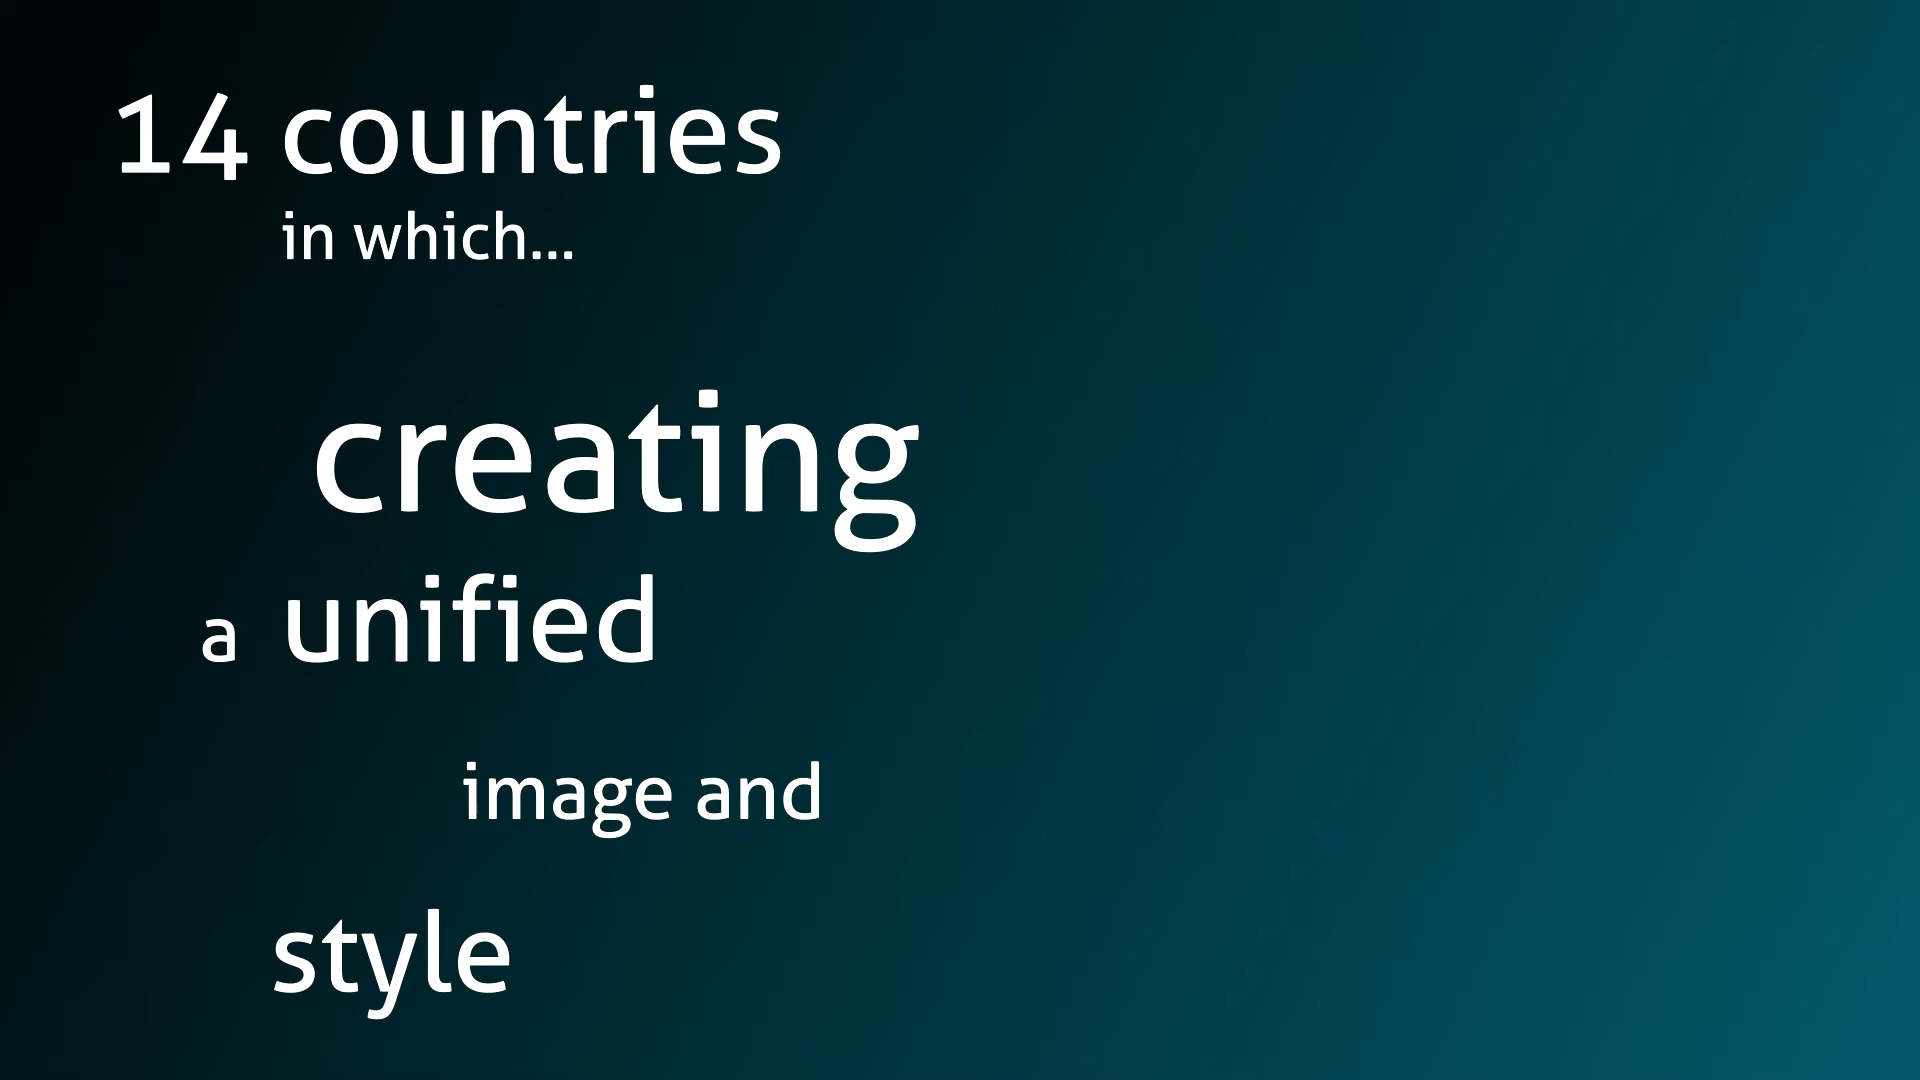 14 countries
in which...
creating
a unified
image and
style